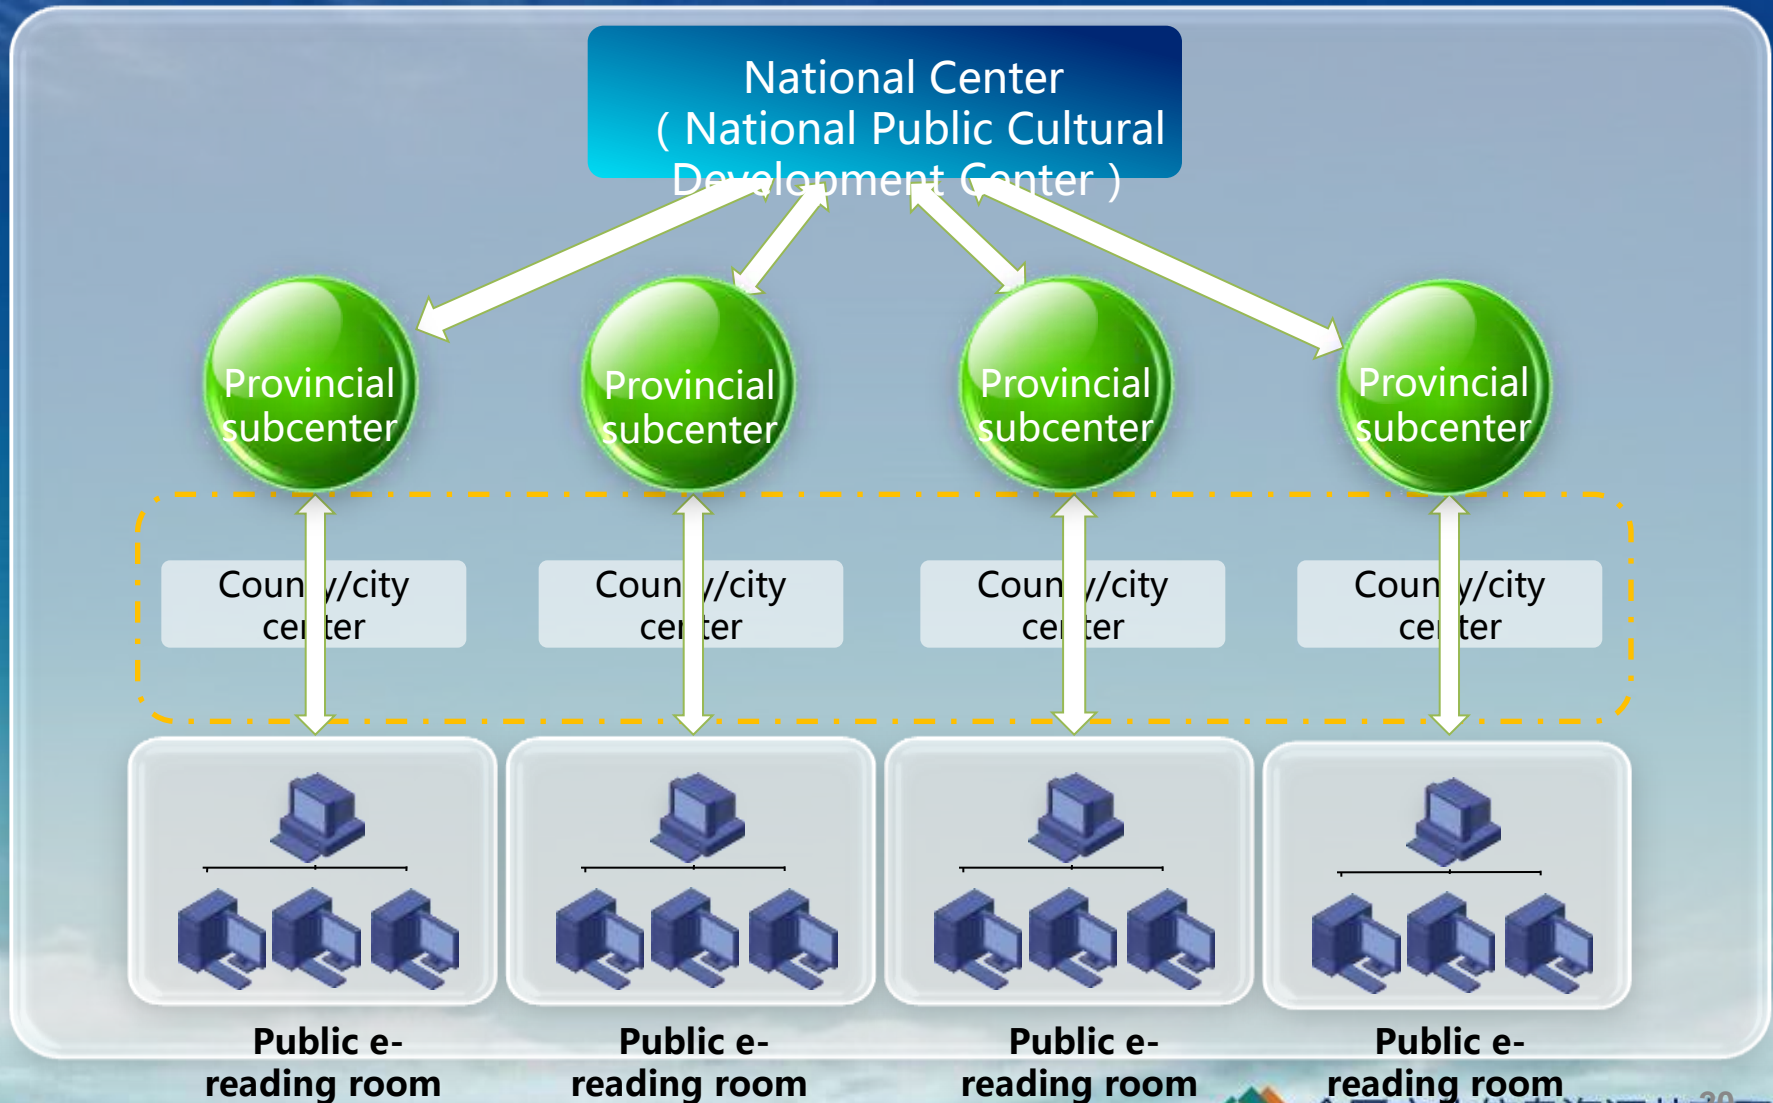 National Center
( National Public Cultural
Development Center )
Provincial
subcenter
Provincial
subcenter
Provincial
subcenter
Provincial
subcenter
County/city
center
County/city
center
County/city
center
County/city
center
Public e-
reading room
Public e-
reading room
Public e-
reading room
Public e-
reading room